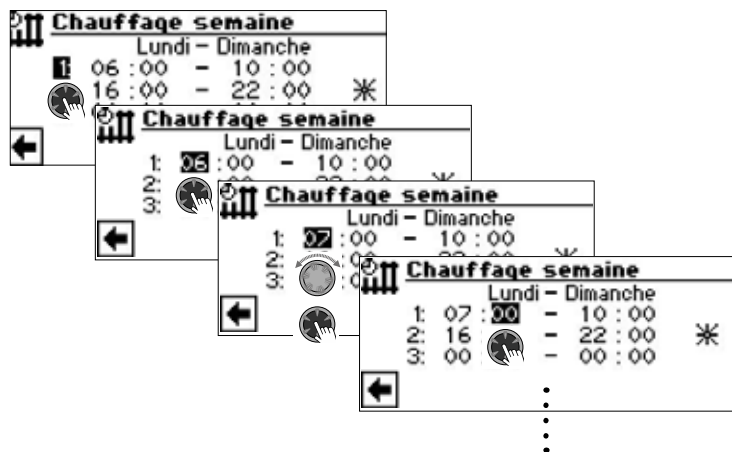 Chauffage semaine
Lundi – Dimanche
1: 06 : 00 – 10 : 00
16 : 00 – 22 : 00
Chauffage semaine
Lundi – Dimanche
1: 06 : 00 – 10 : 00
2:
3:
Chauffage semaine
Lundi – Dimanche
1: 07 : 00 – 10 : 00
2:
3:
Chauffage semaine
Lundi – Dimanche
1: 07 : 00 – 10 : 00
2: 16 – 22 : 00
3: 00 – 00 : 00